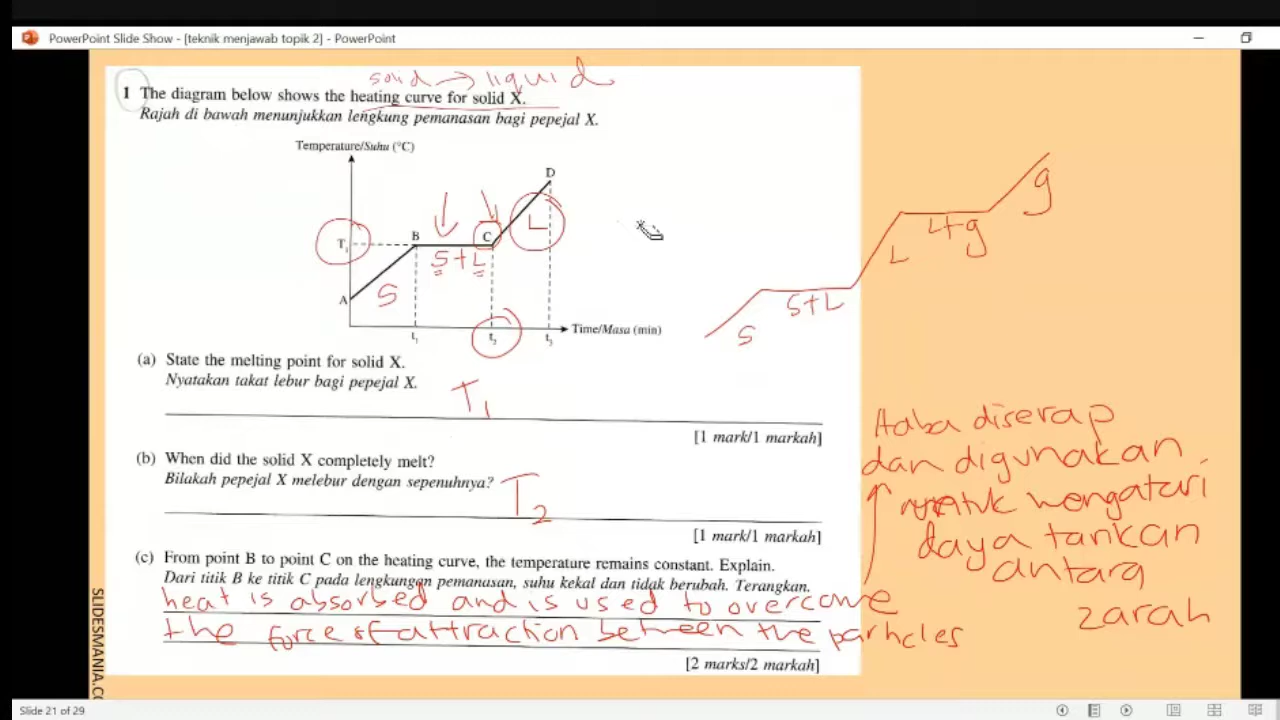 PowerPoint Slide Show - [teknik menjawab topik 2] - PowerPoint
solid → liquid
1 The diagram below shows the heating curve for solid X.
Rajah di bawah menunjukkan lengkung pemanasan bagi pepejal X.
Temperature/Suhu (°C)
D
L
T₁
B
C
S + L
A
S
t₁
t₂
t₃
Time/Masa (min)
g
L+g
L
S+L
S
(a) State the melting point for solid X.
Nyatakan takat lebur bagi pepejal X.
T₁
[1 mark/1 markah]
(b) When did the solid X completely melt?
Bilakah pepejal X melebur dengan sepenuhnya?
T₂
[1 mark/1 markah]
(c) From point B to point C on the heating curve, the temperature remains constant. Explain.
Dari titik B ke titik C pada lengkungan pemanasan, suhu kekal dan tidak berubah. Terangkan.
heat is absorbed and is used to overcome
the force of attraction between the particles
[2 marks/2 markah]
Haba diserap
dan digunakan
mengatasi
daya tarikan
antara
zarah
SLIDESMANIA.C
Slide 21 of 29